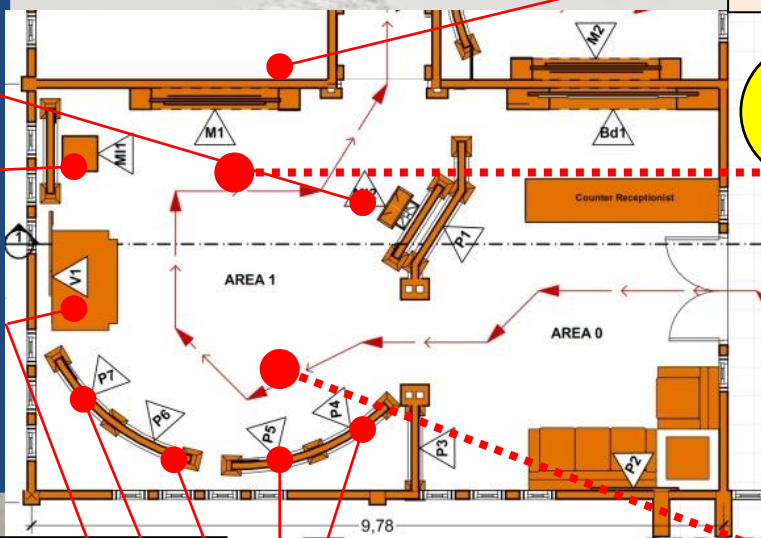 M2
M1
Bd1
MI1
Counter Receptionist
P1
1
V1
AREA 1
AREA 0
P7
P6
P5
P4
P3
P2
9,78